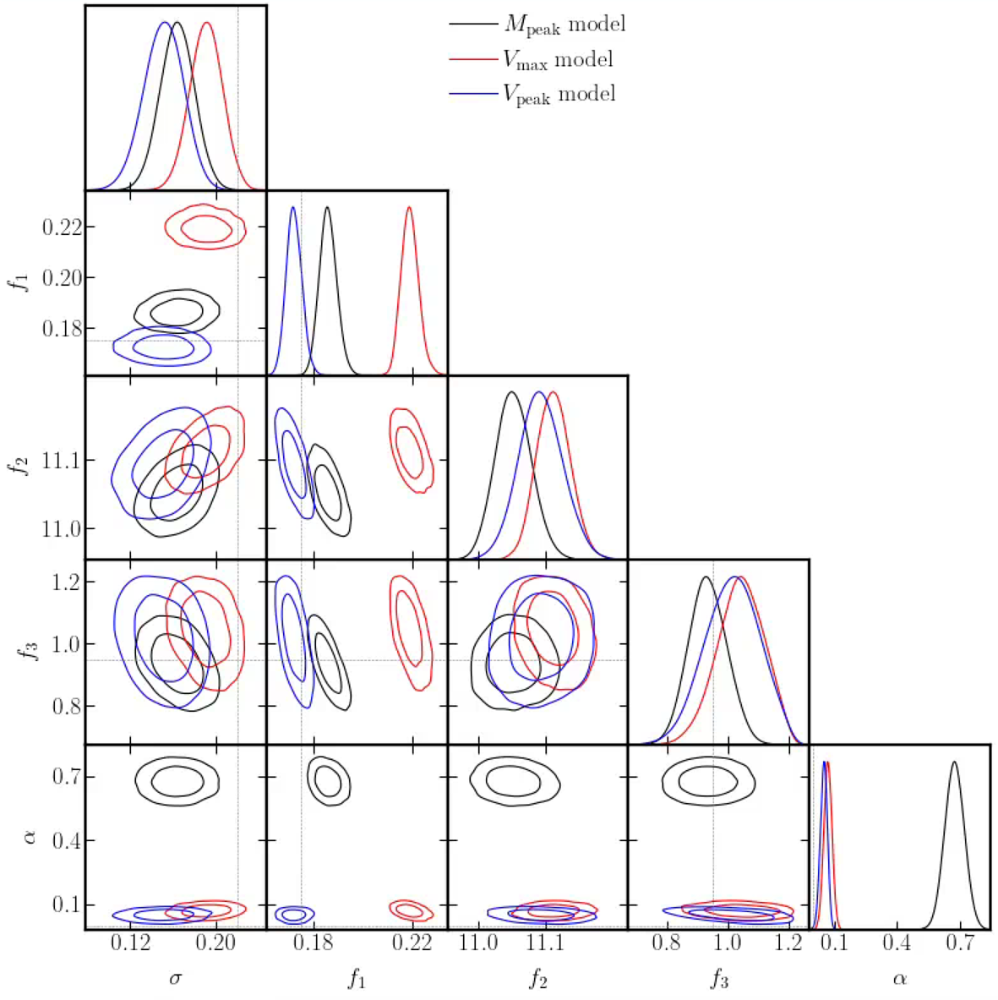 M_peak model
V_max model
V_peak model
0.22
0.20
0.18
f_1
11.1
11.0
f_2
1.2
1.0
0.8
f_3
0.7
0.4
0.1
α
0.12 0.20 0.18 0.22 11.0 11.1 0.8 1.0 1.2 0.1 0.4 0.7
σ f_1 f_2 f_3 α